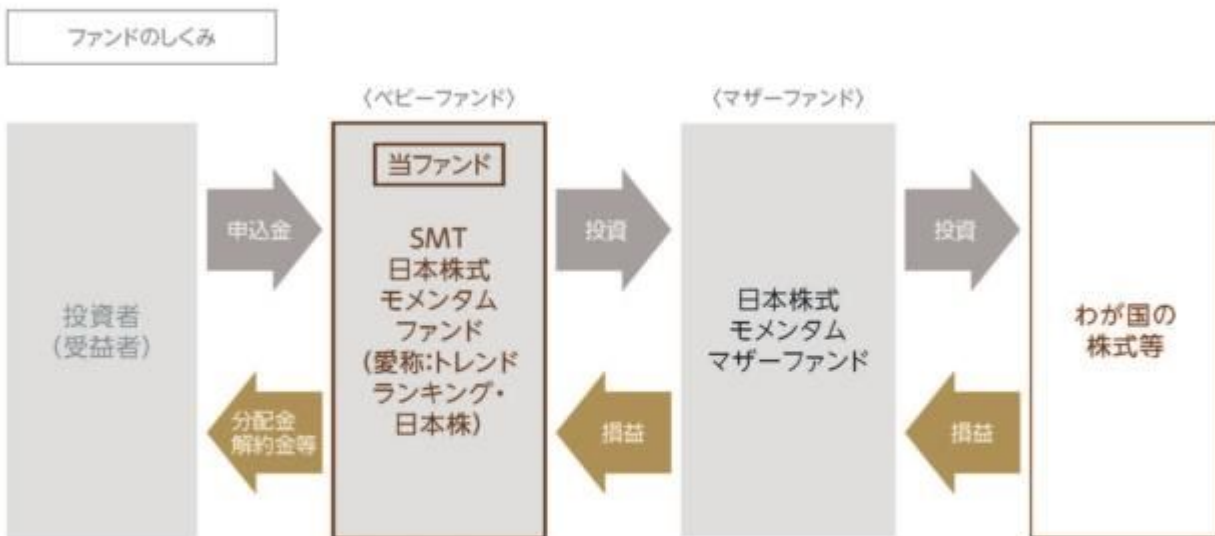 ファンドのしくみ
〈ベビーファンド〉
〈マザーファンド〉
投資者
(受益者)
申込金
分配金
解約金等
当ファンド
SMT
日本株式
モメンタム
ファンド
(愛称:トレンド
ランキング・
日本株)
投資
損益
日本株式
モメンタム
マザーファンド
投資
損益
わが国の
株式等